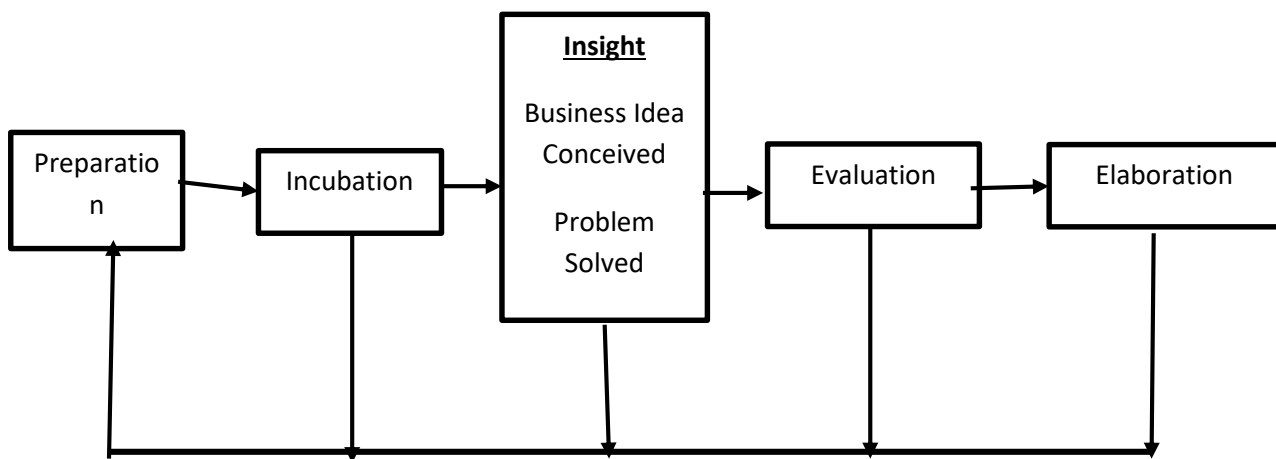 Preparatio
n
Incubation
Insight
Business Idea
Conceived
Problem
Solved
Evaluation
Elaboration